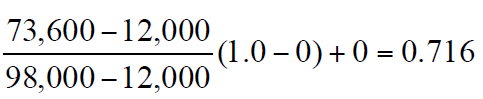 73,600 – 12,000
98,000 – 12,000
(1.0 – 0) + 0 = 0.716